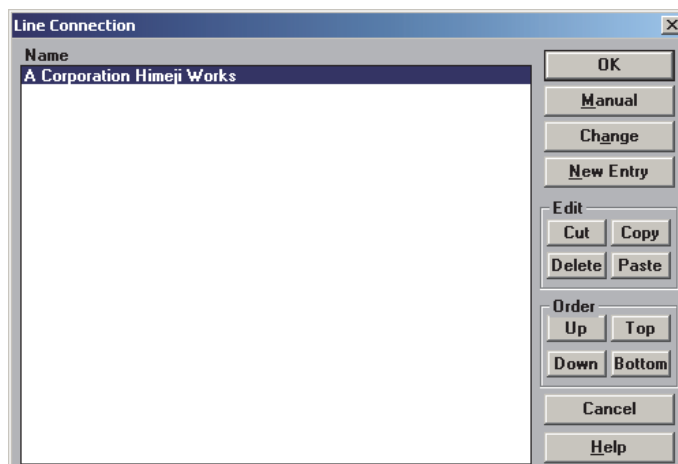 Line Connection
Name
A Corporation Himeji Works
OK
Manual
Change
New Entry
Edit
Cut Copy
Delete Paste
Order
Up Top
Down Bottom
Cancel
Help